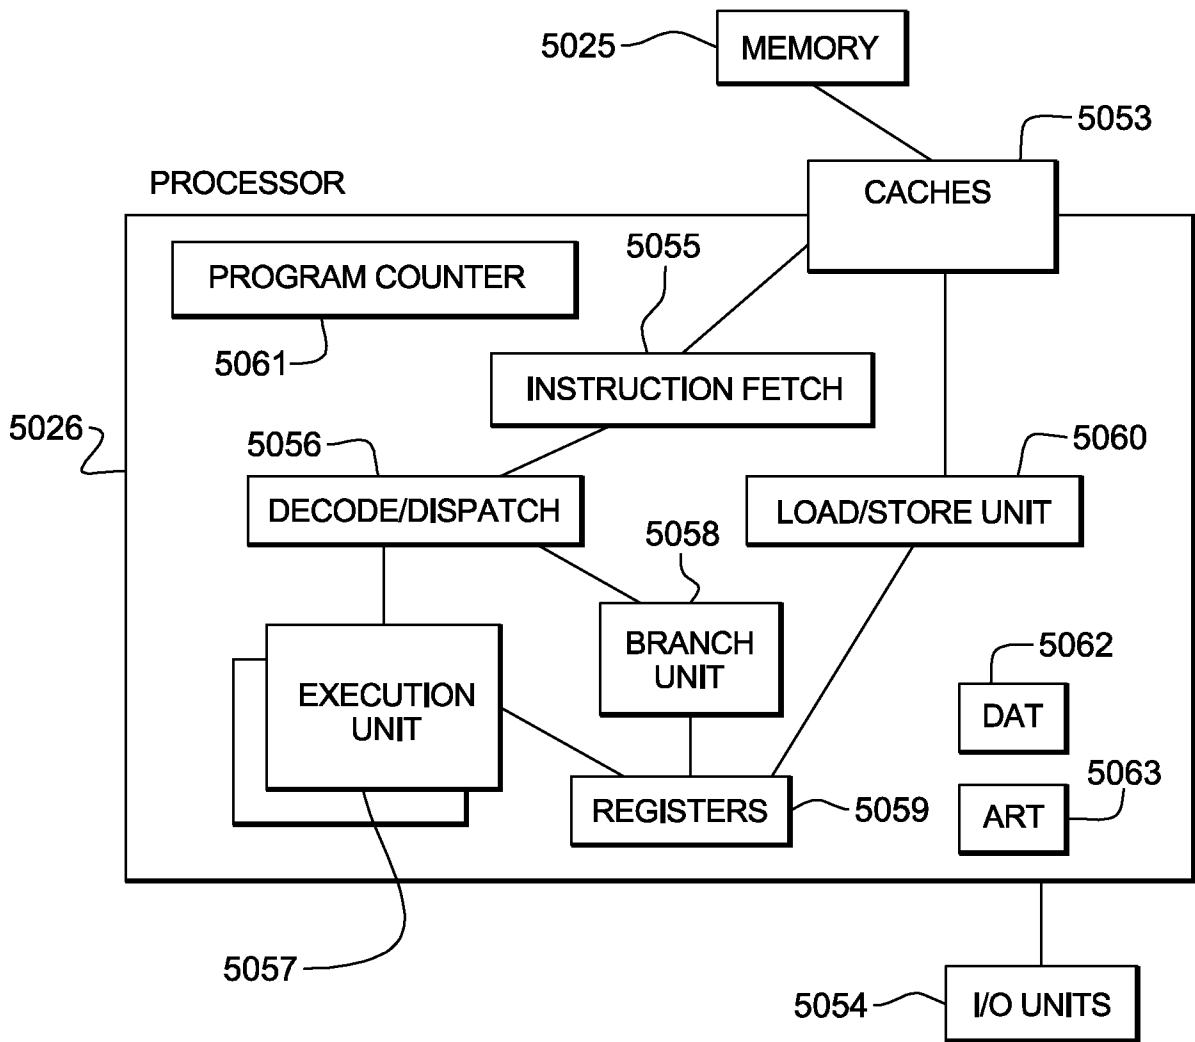 5025
MEMORY
5053
PROCESSOR
CACHES
5055
PROGRAM COUNTER
5061
INSTRUCTION FETCH
5026
5056
5060
DECODE/DISPATCH
LOAD/STORE UNIT
5058
BRANCH
UNIT
5062
EXECUTION
UNIT
DAT
5063
REGISTERS
5059
ART
5057
5054
I/O UNITS